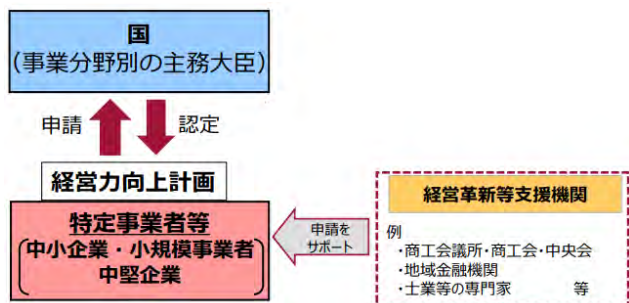 国
（事業分野別の主務大臣）
申請
認定
経営力向上計画
特定事業者等
中小企業・小規模事業者
中堅企業
申請を
サポート
経営革新等支援機関
例
・商工会議所・商工会・中央会
・地域金融機関
・士業等の専門家　　　等